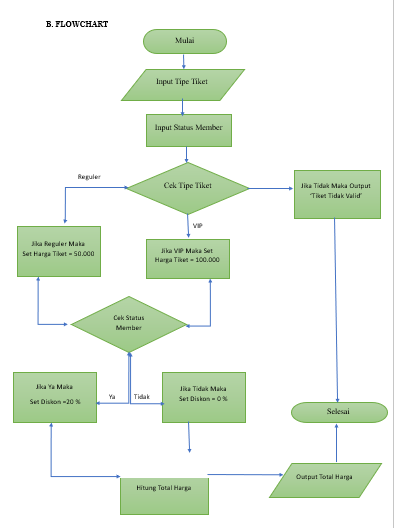 B. FLOWCHART
Mulai
Input Tipe Tiket
Input Status Member
Cek Tipe Tiket
Reguler
VIP
Jika Tidak Maka Output
"Tiket Tidak Valid"
Jika Reguler Maka
Set Harga Tiket = 50.000
Jika VIP Maka Set
Harga Tiket = 100.000
Cek Status
Member
Jika Ya Maka
Set Diskon =20 %
Ya
Tidak
Jika Tidak Maka
Set Diskon = 0 %
Selesai
Hitung Total Harga
Output Total Harga